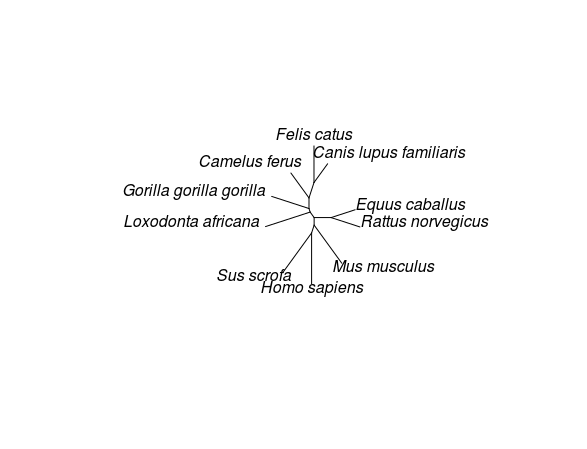 Felis catus
Canis lupus familiaris
Camelus ferus
Gorilla gorilla gorilla
Equus caballus
Loxodonta africana
Rattus norvegicus
Mus musculus
Sus scrofa
Homo sapiens